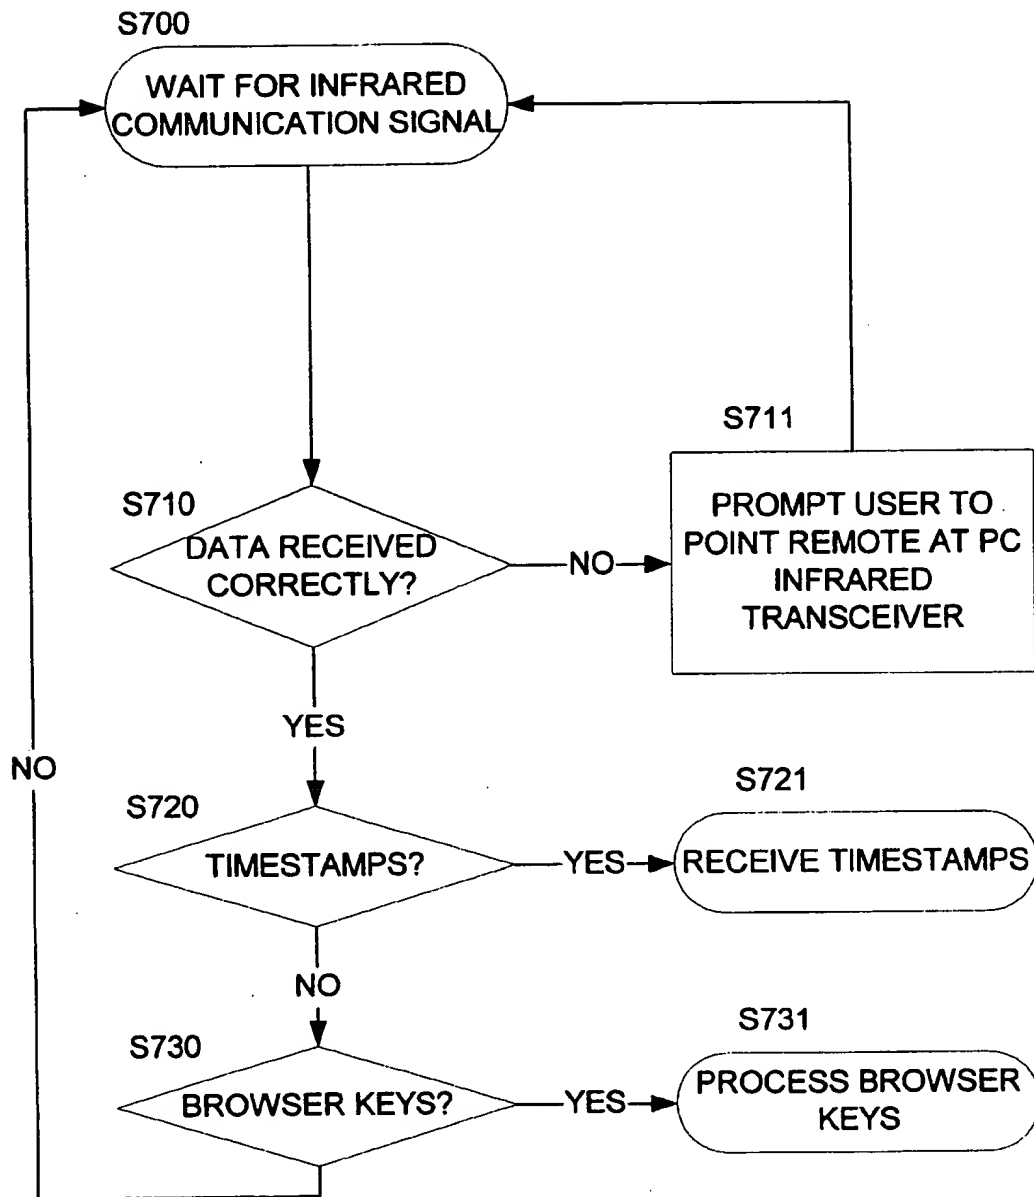 S700
WAIT FOR INFRARED
COMMUNICATION SIGNAL
S711
PROMPT USER TO
POINT REMOTE AT PC
INFRARED
TRANSCEIVER
S710
DATA RECEIVED
CORRECTLY?
NO
YES
NO
S720
TIMESTAMPS?
YES
S721
RECEIVE TIMESTAMPS
NO
S730
BROWSER KEYS?
YES
S731
PROCESS BROWSER
KEYS